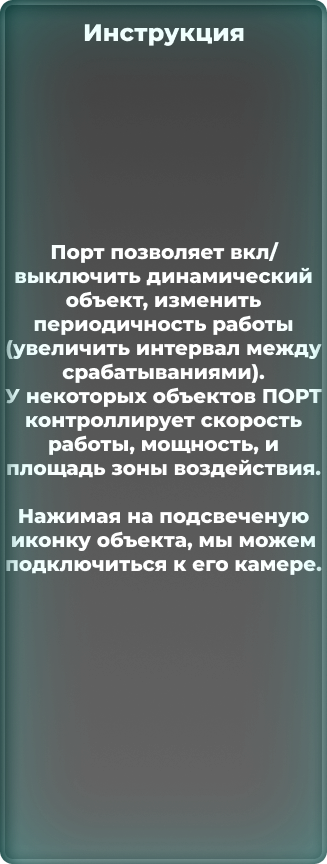 Инструкция
Порт позволяет вкл/
выключить динамический
объект, изменить
периодичность работы
(увеличить интервал между
срабатываниями).
У некоторых объектов ПОРТ
контроллирует скорость
работы, мощность, и
площадь зоны воздействия.
Нажимая на подсвеченую
иконку объекта, мы можем
подключиться к его камере.